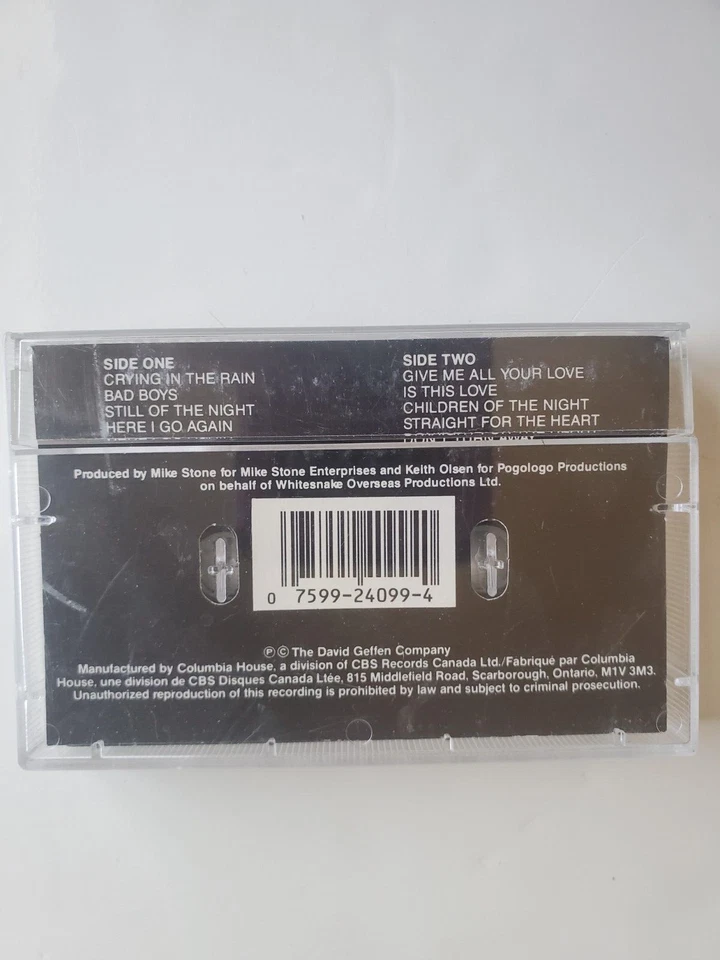 SIDE ONE
CRYING IN THE RAIN
BAD BOYS
STILL OF THE NIGHT
HERE I GO AGAIN
SIDE TWO
GIVE ME ALL YOUR LOVE
IS THIS LOVE
CHILDREN OF THE NIGHT
STRAIGHT FOR THE HEART
DON'T TURN AWAY
Produced by Mike Stone for Mike Stone Enterprises and Keith Olsen for Pogologo Productions
on behalf of Whitesnake Overseas Productions Ltd.
0 7599-24099-4
Ⓟ © The David Geffen Company
Manufactured by Columbia House, a division of CBS Records Canada Ltd./Fabriqué par Columbia
House, une division de CBS Disques Canada Ltée, 815 Middlefield Road, Scarborough, Ontario, M1V 3M3.
Unauthorized reproduction of this recording is prohibited by law and subject to criminal prosecution.